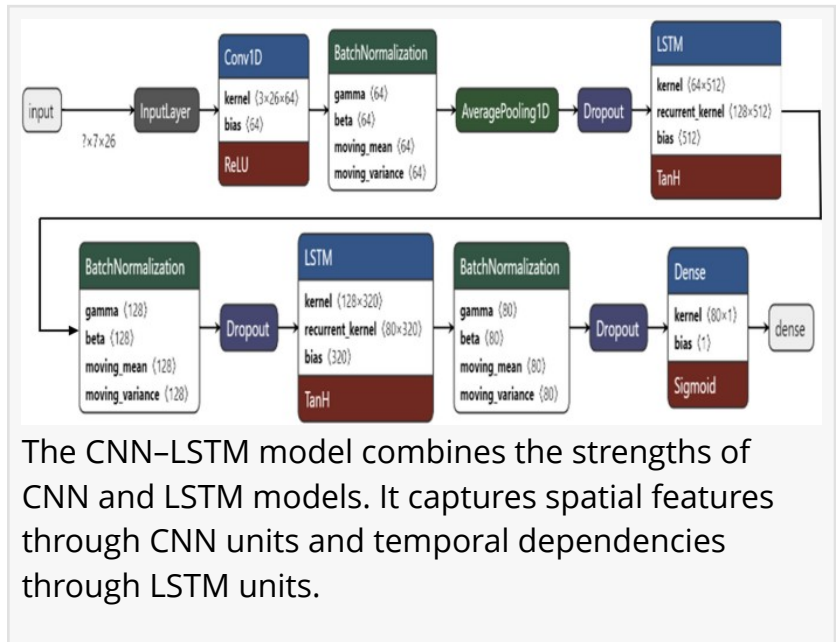 Conv1D
kernel ⟨3×26×64⟩
bias ⟨64⟩
ReLU
BatchNormalization
gamma ⟨64⟩
beta ⟨64⟩
moving_mean ⟨64⟩
moving_variance ⟨64⟩
LSTM
kernel ⟨64×512⟩
recurrent_kernel ⟨128×512⟩
bias ⟨512⟩
TanH
input
?×7×26
InputLayer
AveragePooling1D
Dropout
BatchNormalization
gamma ⟨128⟩
beta ⟨128⟩
moving_mean ⟨128⟩
moving_variance ⟨128⟩
Dropout
LSTM
kernel ⟨128×320⟩
recurrent_kernel ⟨80×320⟩
bias ⟨320⟩
TanH
BatchNormalization
gamma ⟨80⟩
beta ⟨80⟩
moving_mean ⟨80⟩
moving_variance ⟨80⟩
Dropout
Dense
kernel ⟨80×1⟩
bias ⟨1⟩
Sigmoid
dense
The CNN–LSTM model combines the strengths of
CNN and LSTM models. It captures spatial features
through CNN units and temporal dependencies
through LSTM units.